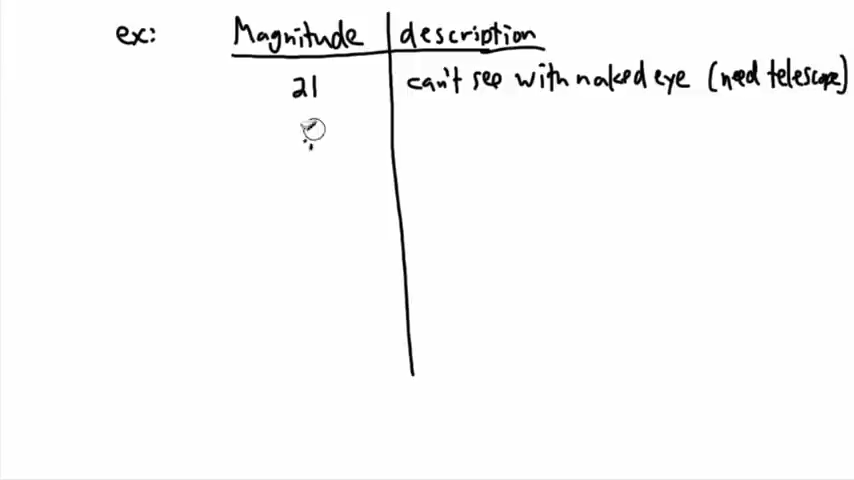 ex: Magnitude description
21 can't see with naked eye (need telescope)